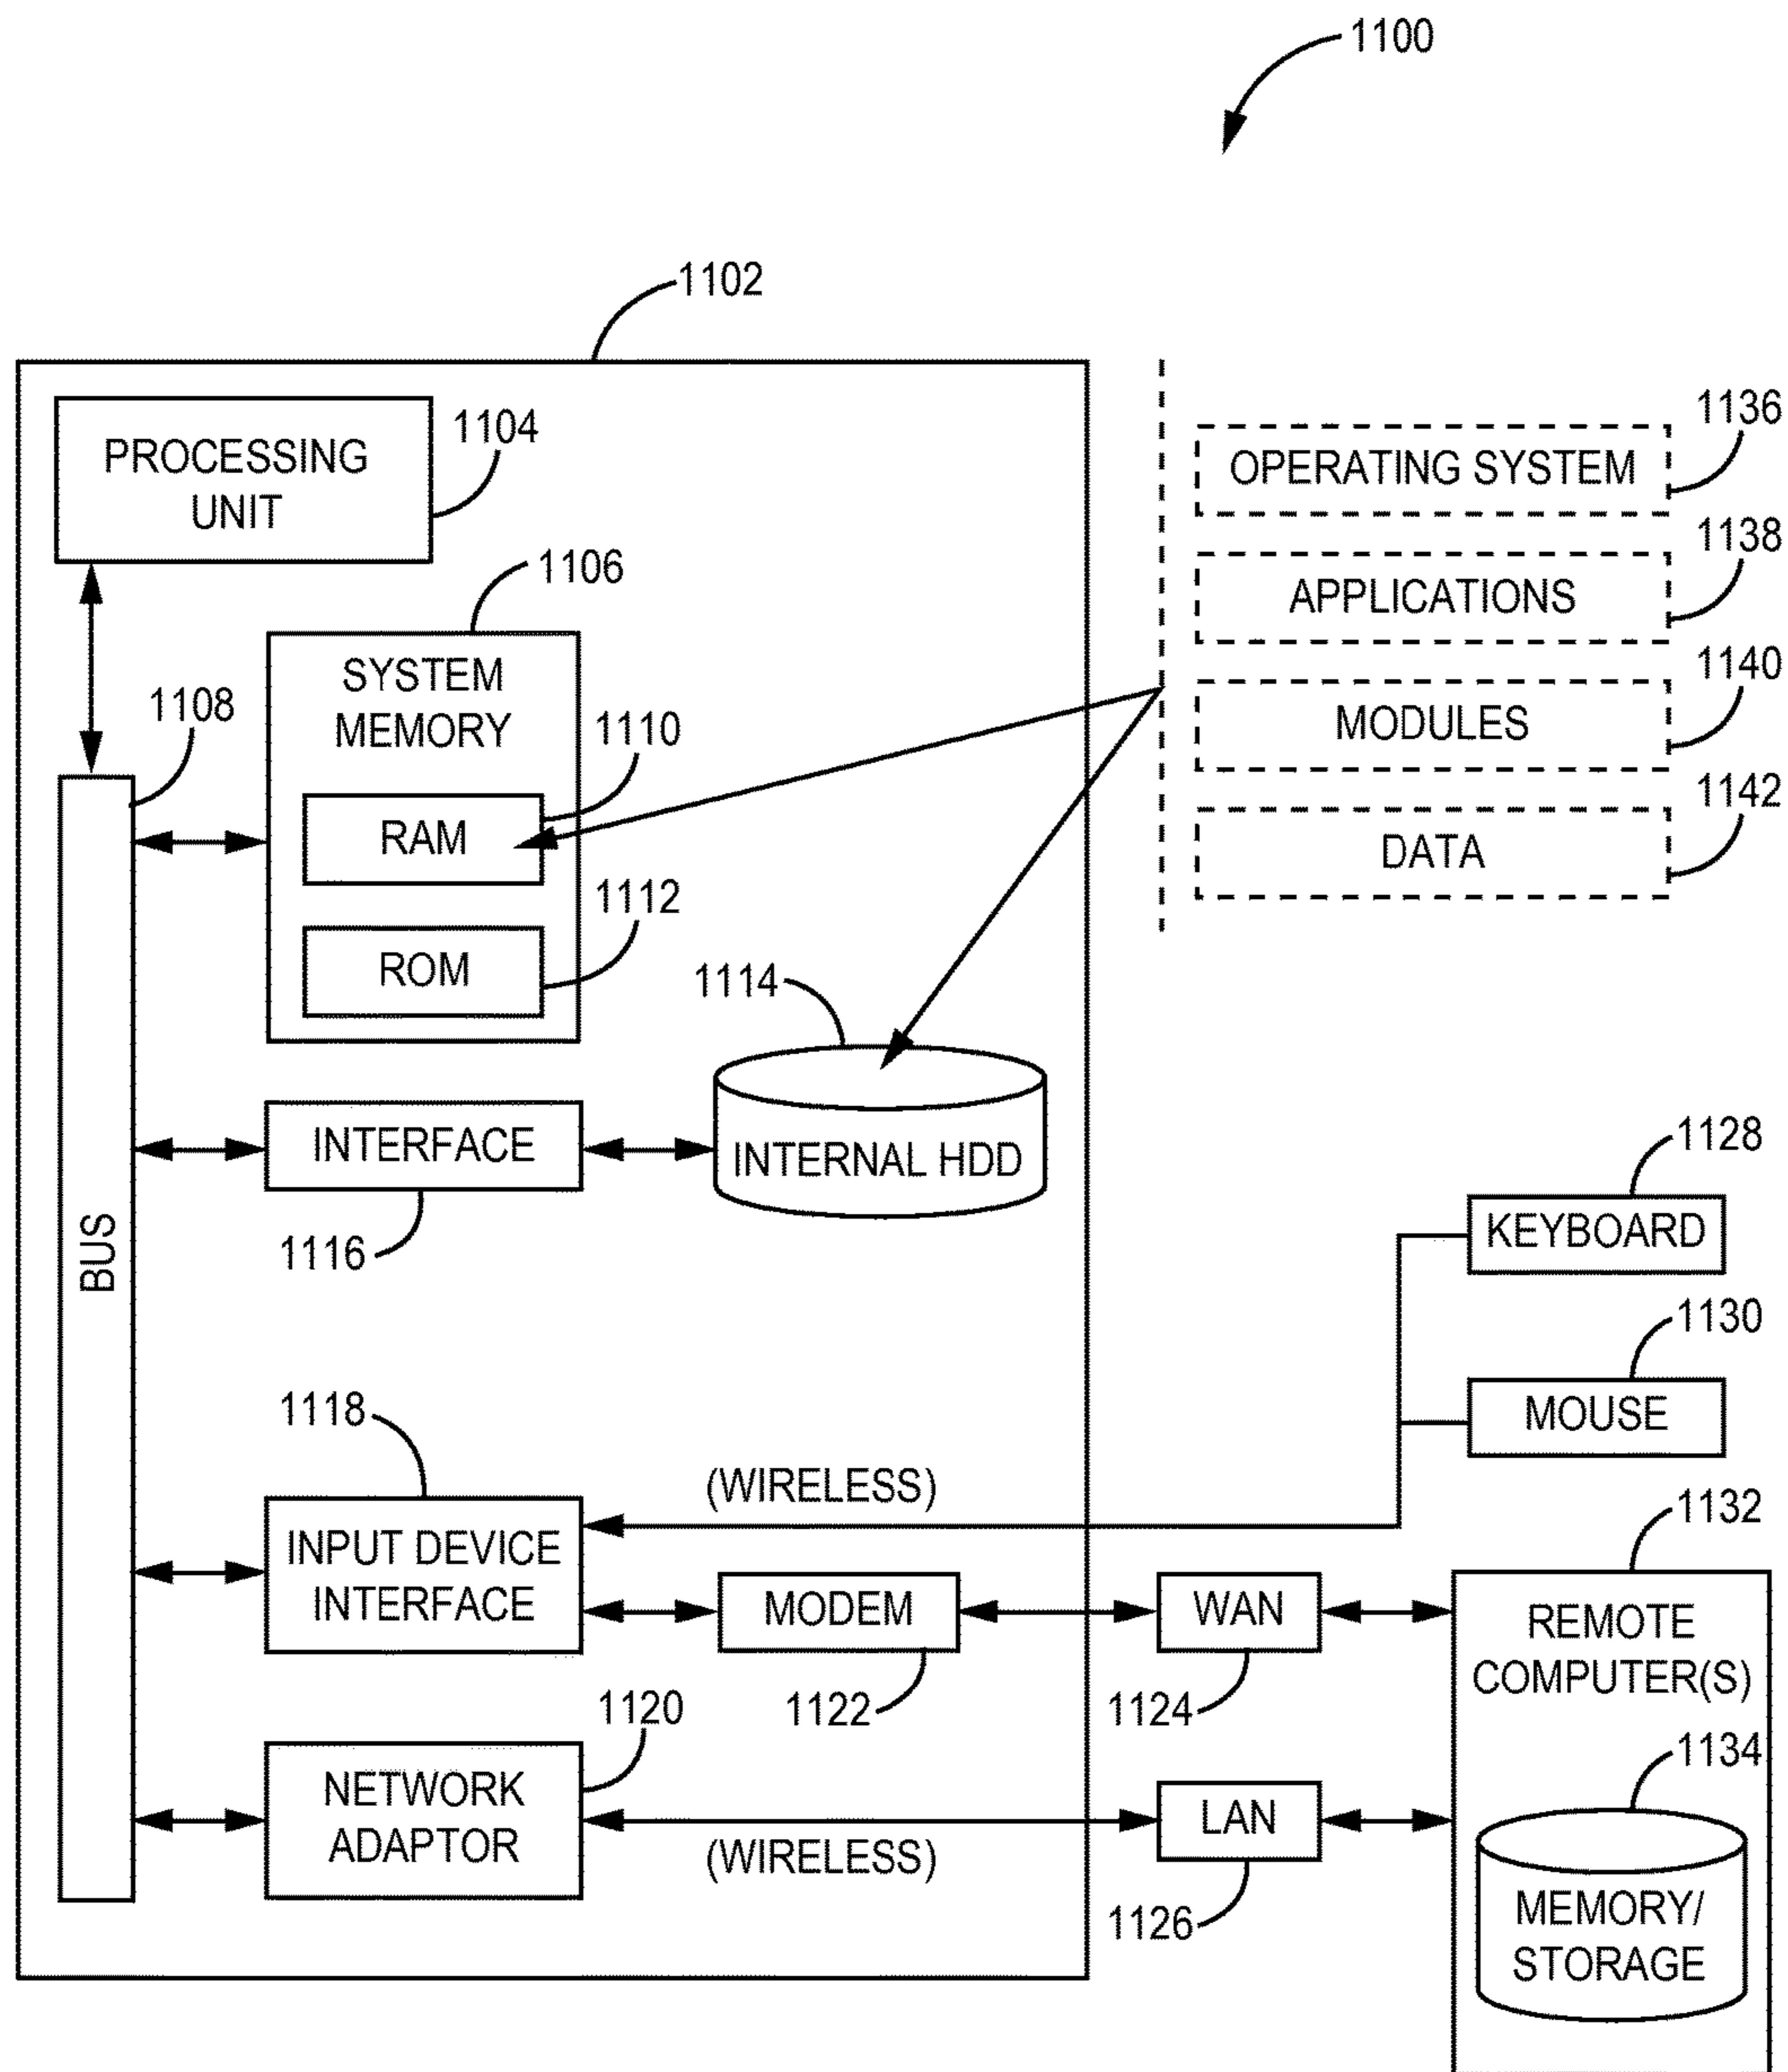 1100
1102
PROCESSING
UNIT
1104
1106
SYSTEM
MEMORY
1108
1110
RAM
1112
ROM
1114
INTERNAL HDD
INTERFACE
1116
BUS
1136
OPERATING SYSTEM
1138
APPLICATIONS
1140
MODULES
1142
DATA
1128
KEYBOARD
1130
MOUSE
1118
(WIRELESS)
INPUT DEVICE
INTERFACE
MODEM
1122
WAN
1124
1132
REMOTE
COMPUTER(S)
1120
NETWORK
ADAPTOR
(WIRELESS)
LAN
1126
1134
MEMORY/
STORAGE